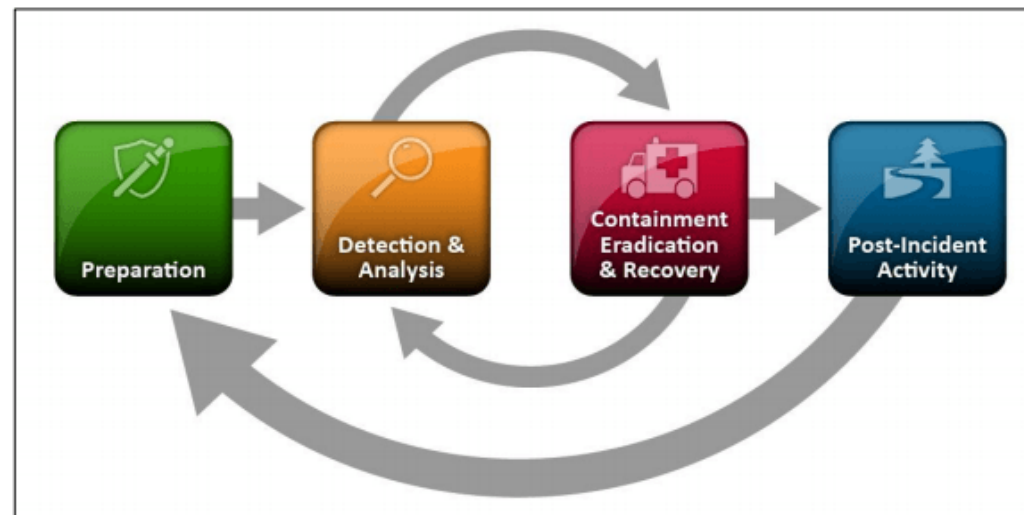 Preparation
Detection &
Analysis
Containment
Eradication
& Recovery
Post-Incident
Activity